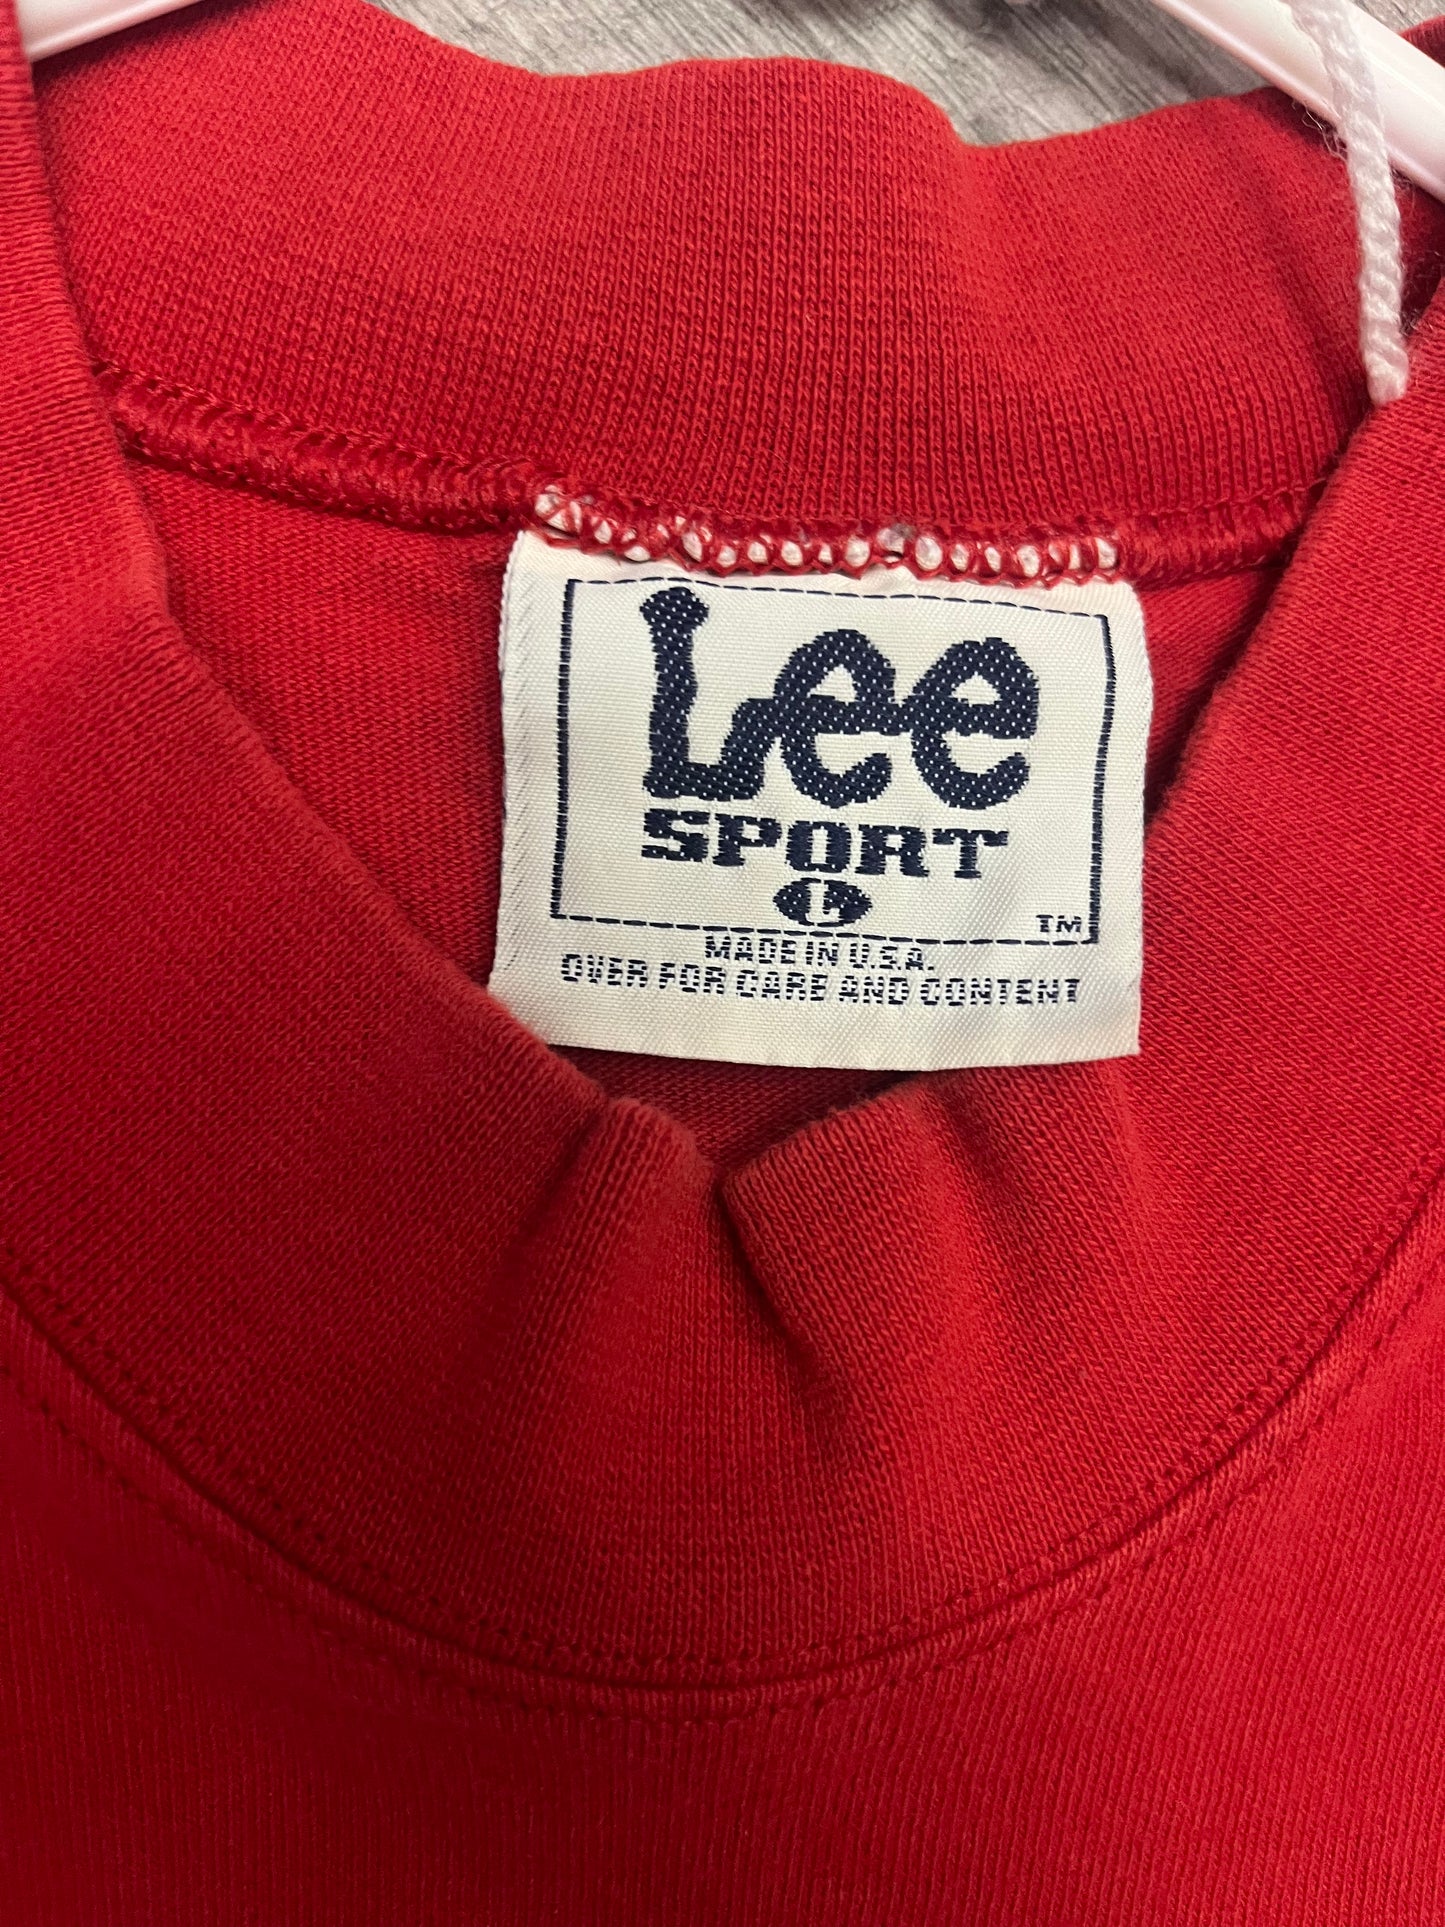 Lee
SPORT
L
TM
MADE IN U.S.A.
OVER FOR CARE AND CONTENT